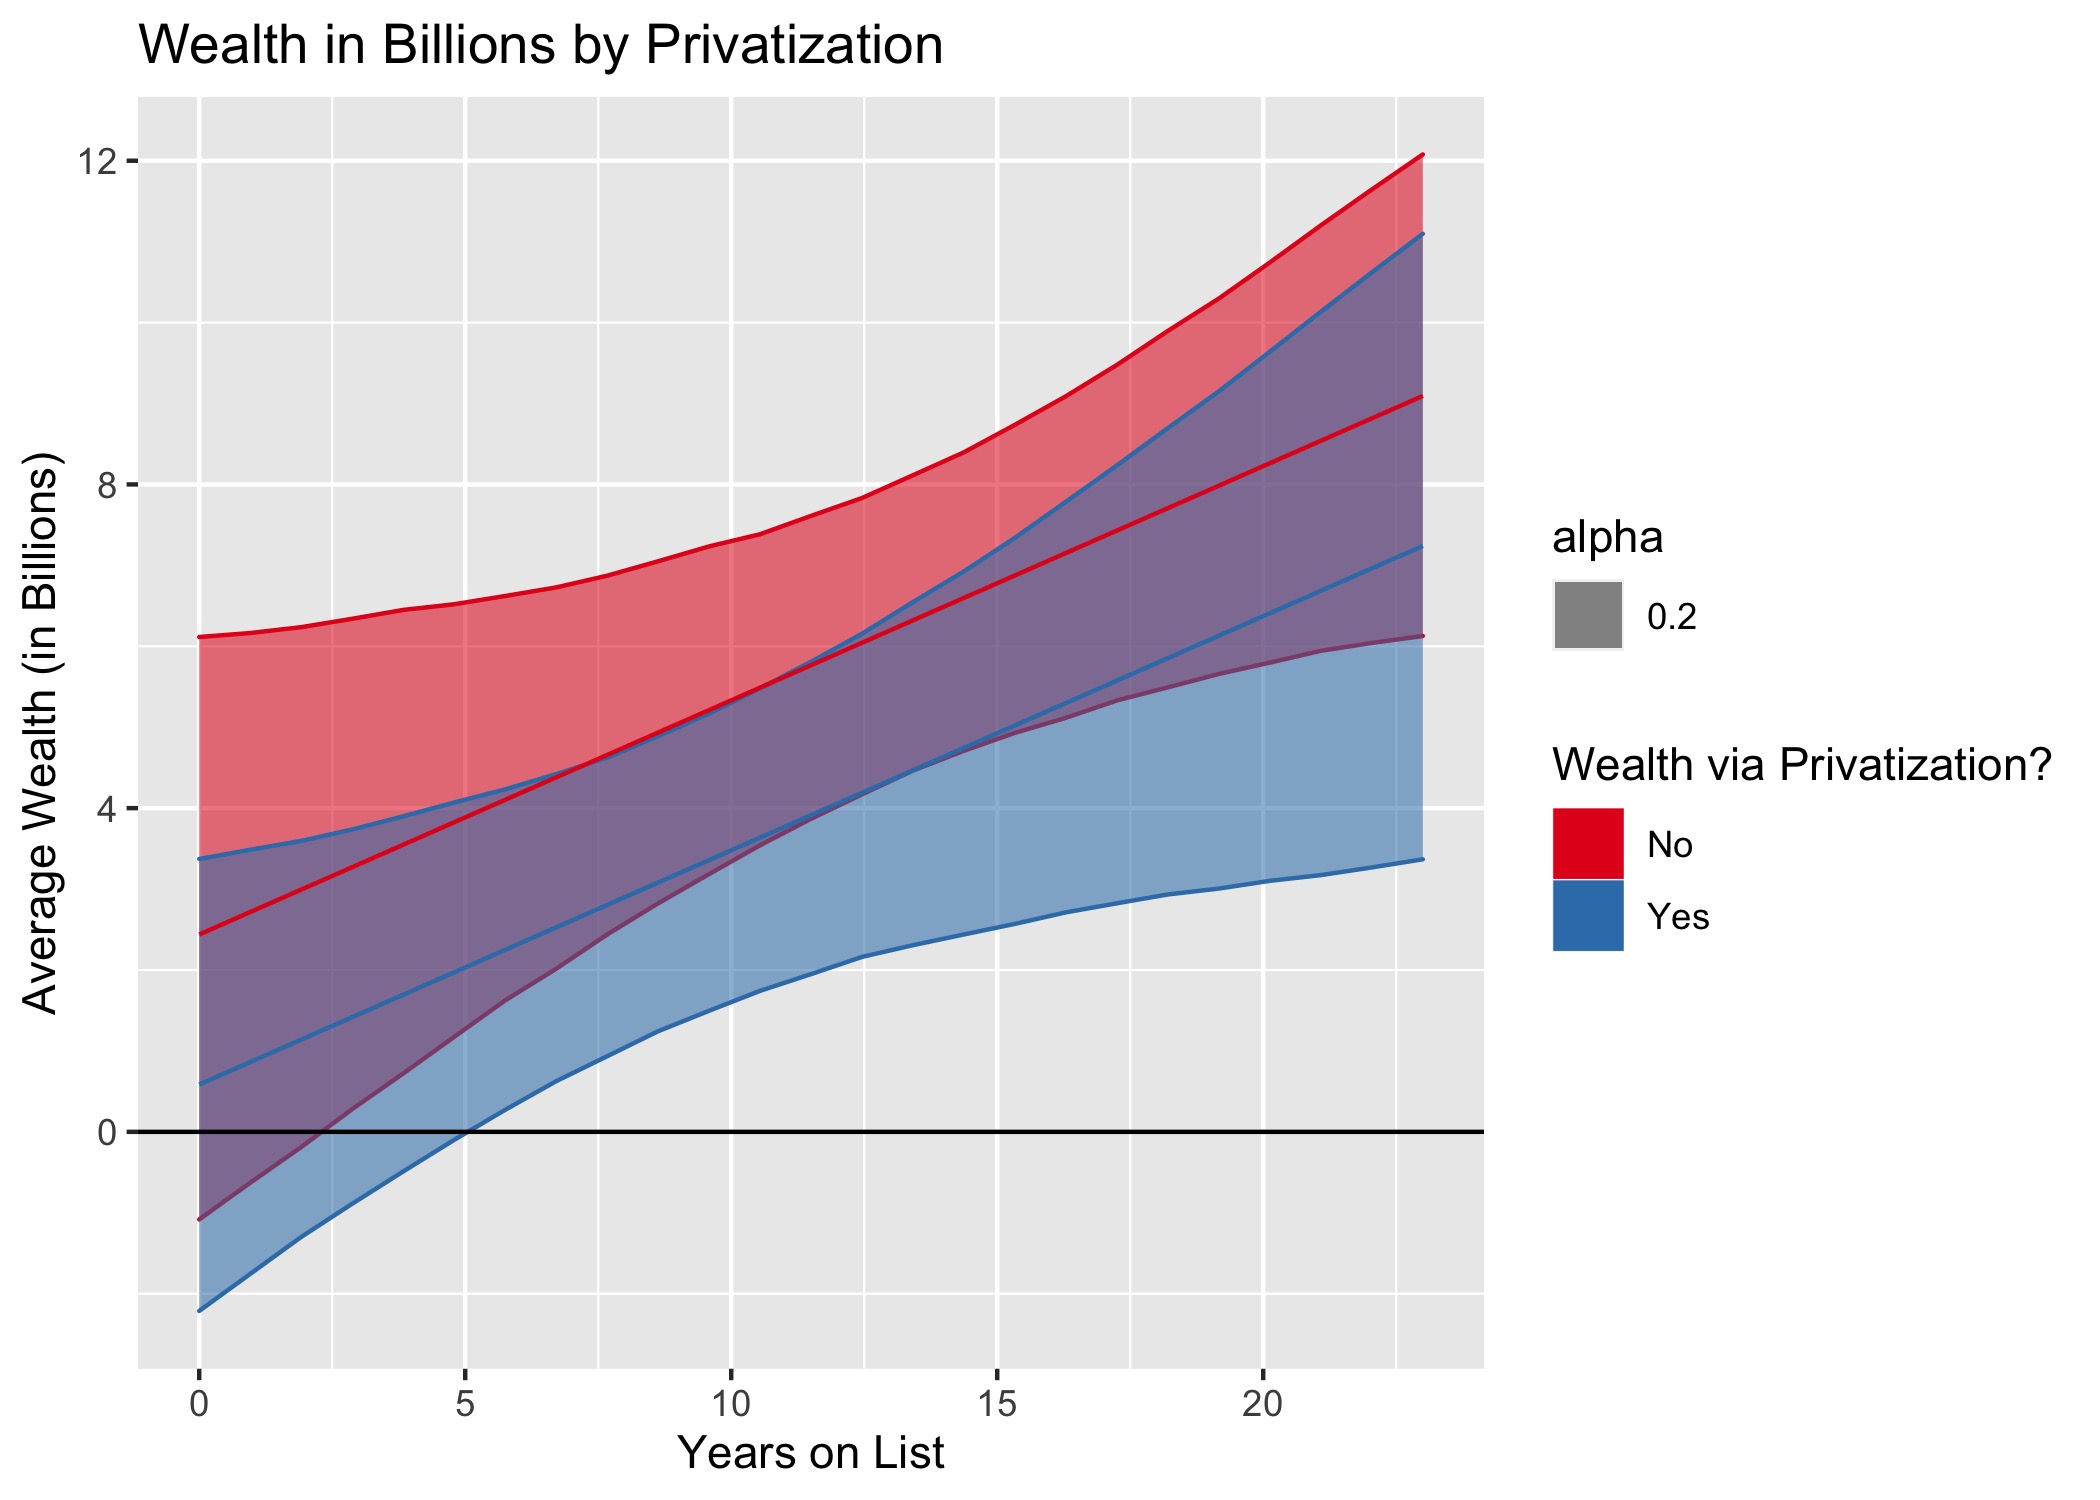 Wealth in Billions by Privatization
12
8
4
0
Average Wealth (in Billions)
0 5 10 15 20
Years on List
alpha
0.2
Wealth via Privatization?
No
Yes